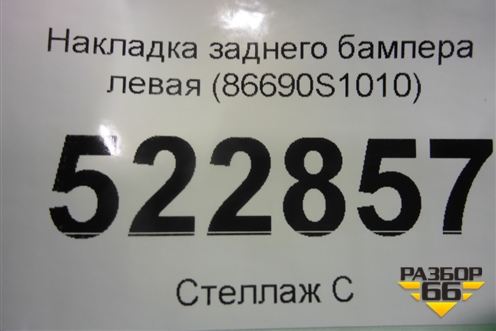 Накладка заднего бампера
левая (86690S1010)
522857
Стеллаж С
РАЗБОР
66